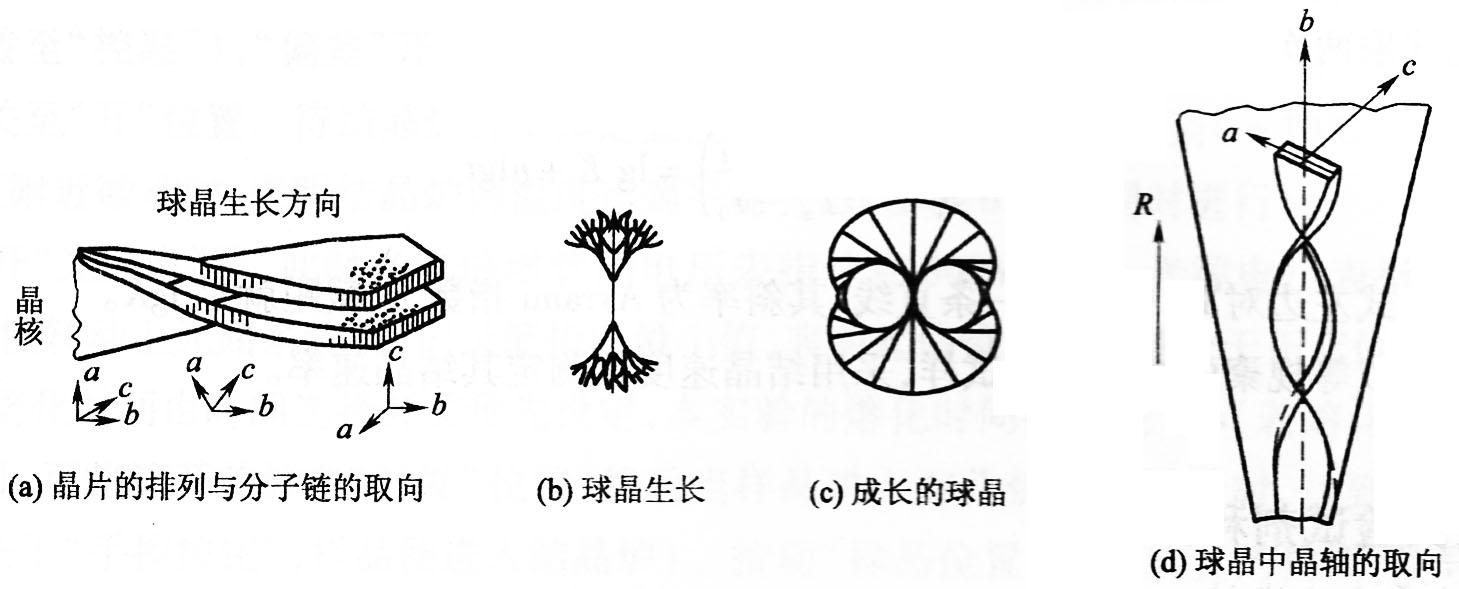 球晶生长方向
晶核
a
c
b
a
c
b
c
b
a
(a) 晶片的排列与分子链的取向
(b) 球晶生长
(c) 成长的球晶
b
c
a
R
(d) 球晶中晶轴的取向